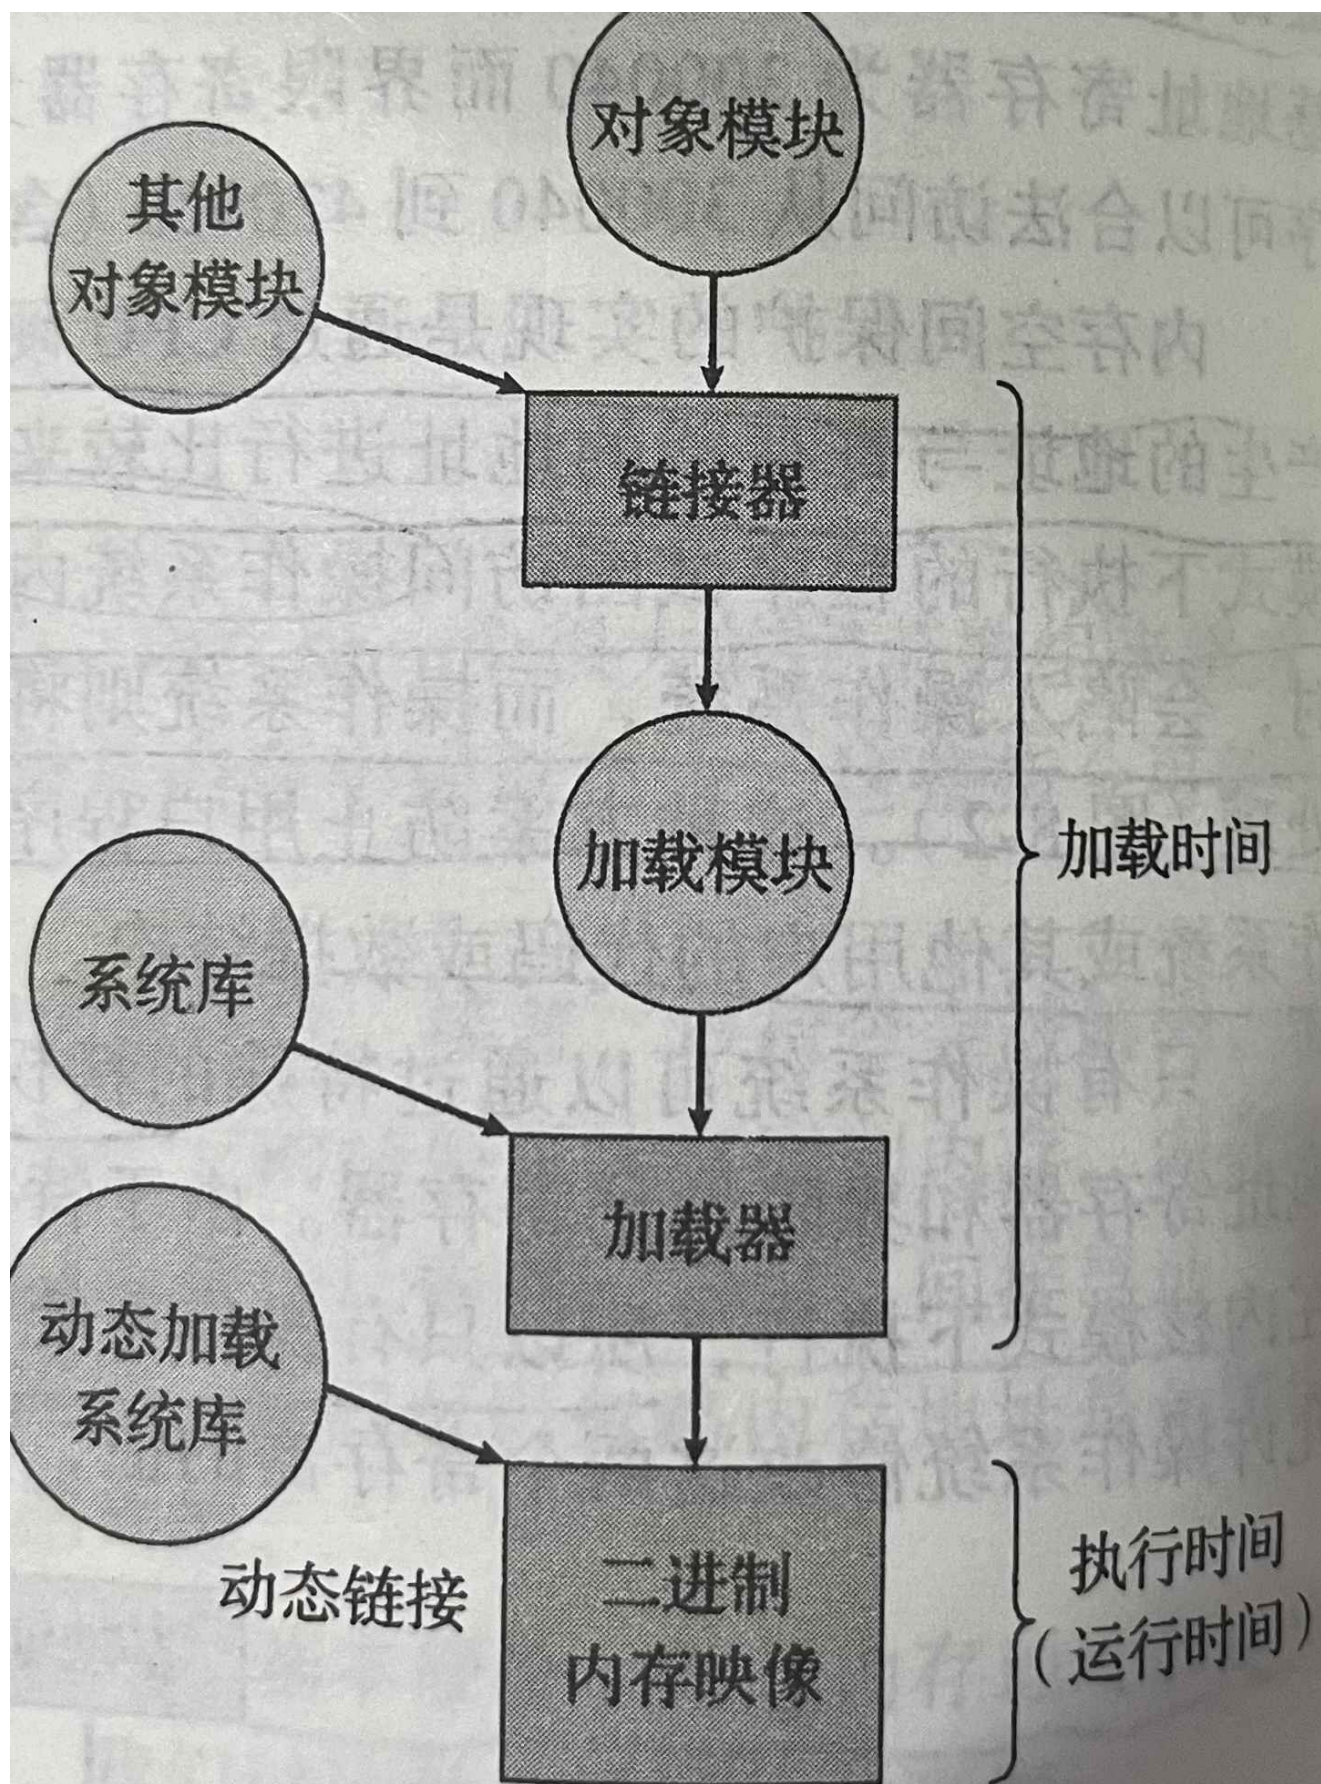 对象模块
其他
对象模块
链接器
加载模块
加载时间
系统库
加载器
动态加载
系统库
动态链接
二进制
内存映像
执行时间
（运行时间）